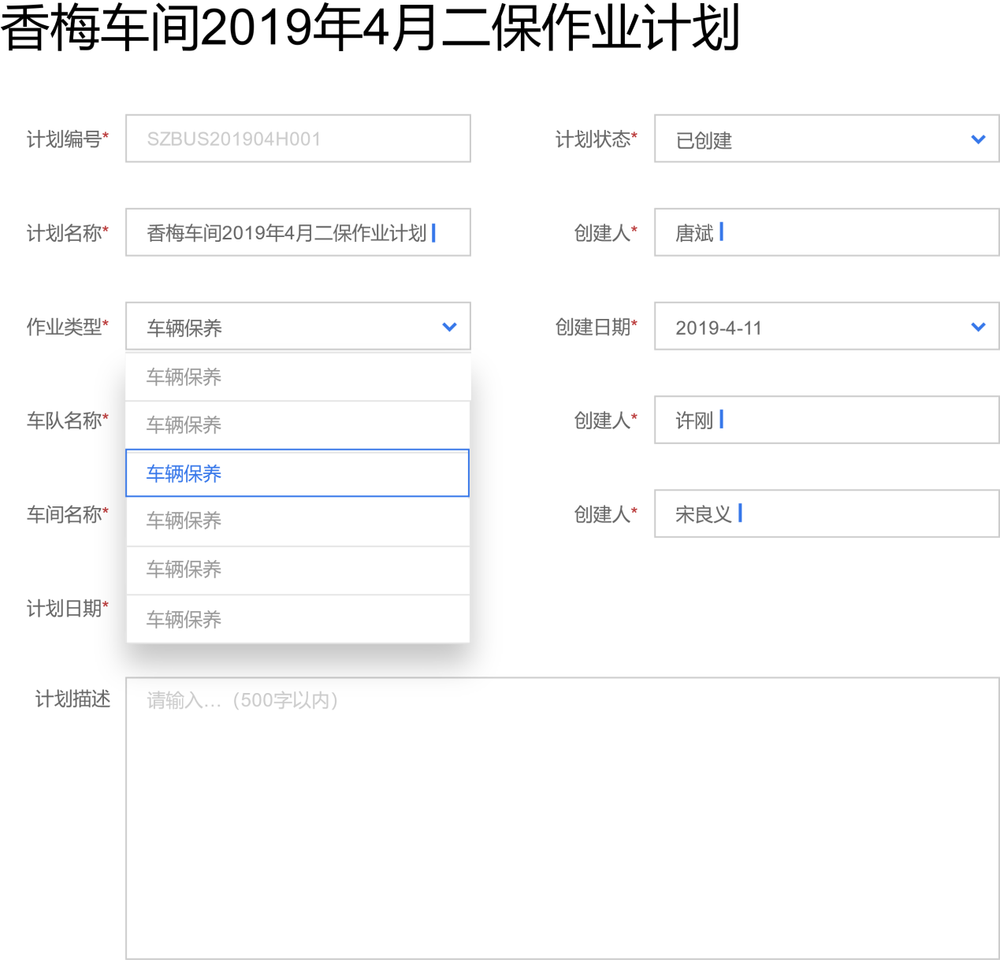 香梅车间2019年4月二保作业计划
计划编号* SZBUS201904H001 计划状态* 已创建
计划名称* 香梅车间2019年4月二保作业计划 创建人* 唐斌
作业类型* 车辆保养 创建日期* 2019-4-11
车辆保养
车队名称* 车辆保养 创建人* 许刚
车辆保养
车间名称* 车辆保养 创建人* 宋良义
车辆保养
计划日期* 车辆保养
计划描述 请输入...（500字以内）